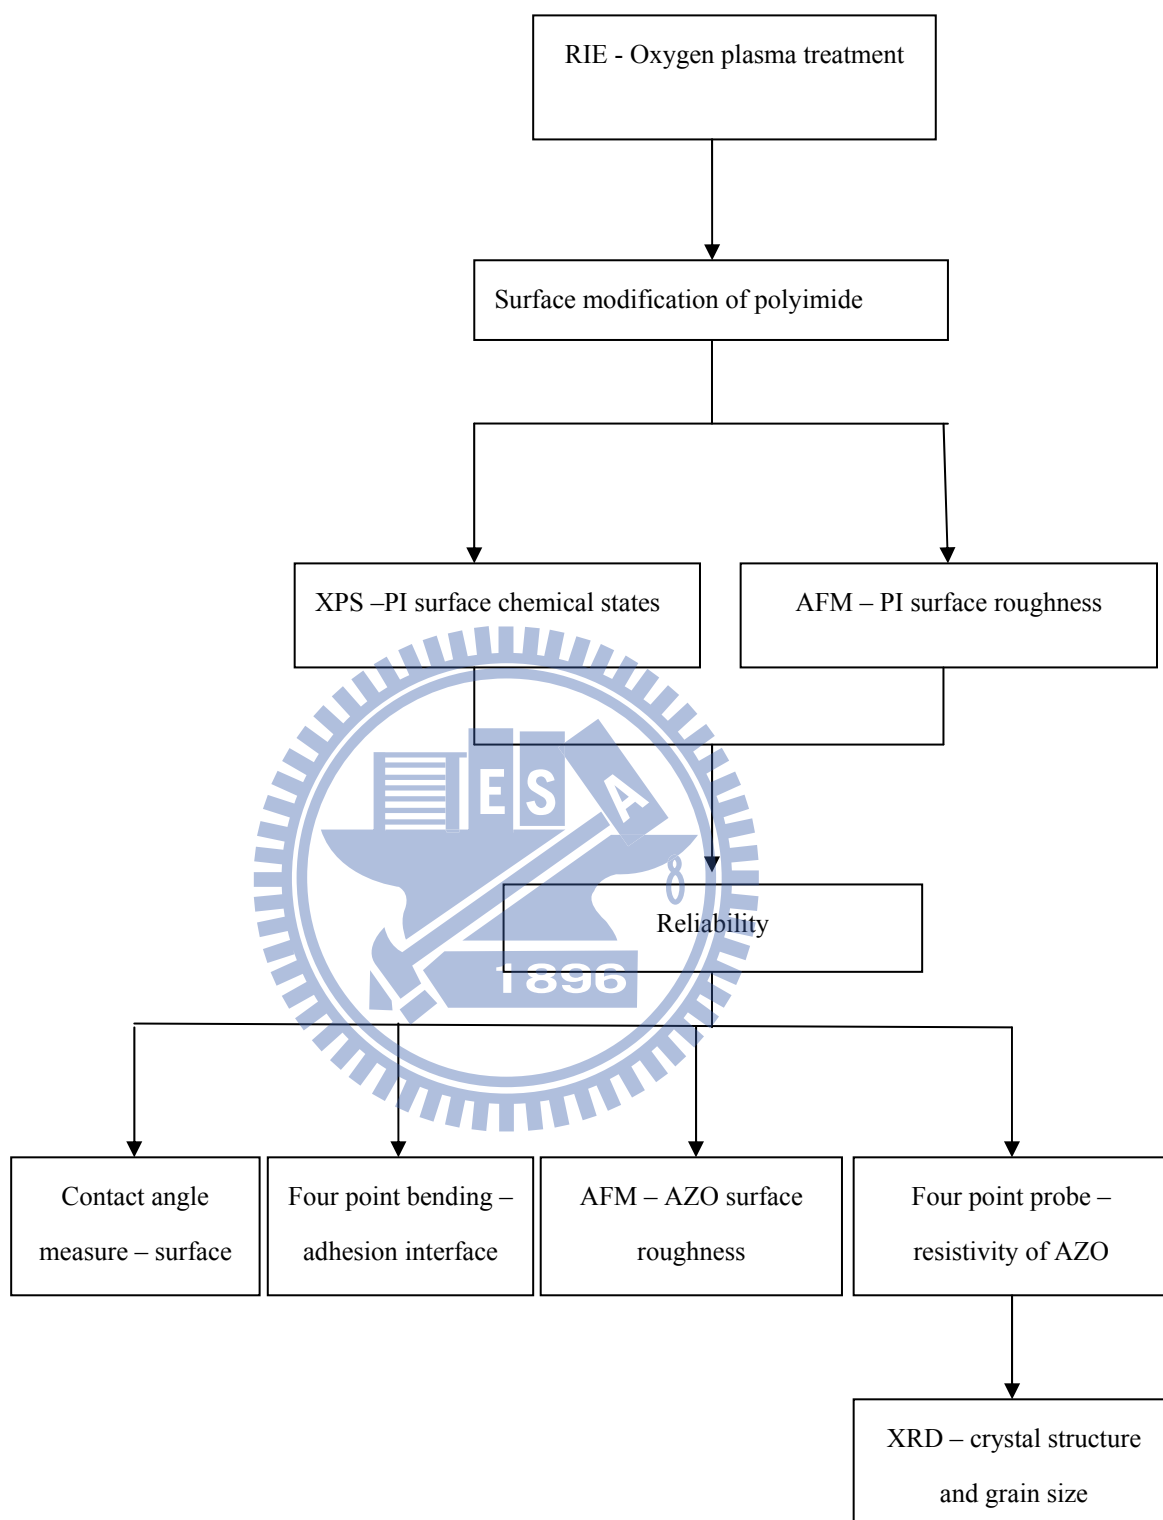 RIE - Oxygen plasma treatment
Surface modification of polyimide
XPS –PI surface chemical states
AFM – PI surface roughness
E S A
Reliability
1896
Contact angle
measure – surface
Four point bending –
adhesion interface
AFM – AZO surface
roughness
Four point probe –
resistivity of AZO
XRD – crystal structure
and grain size